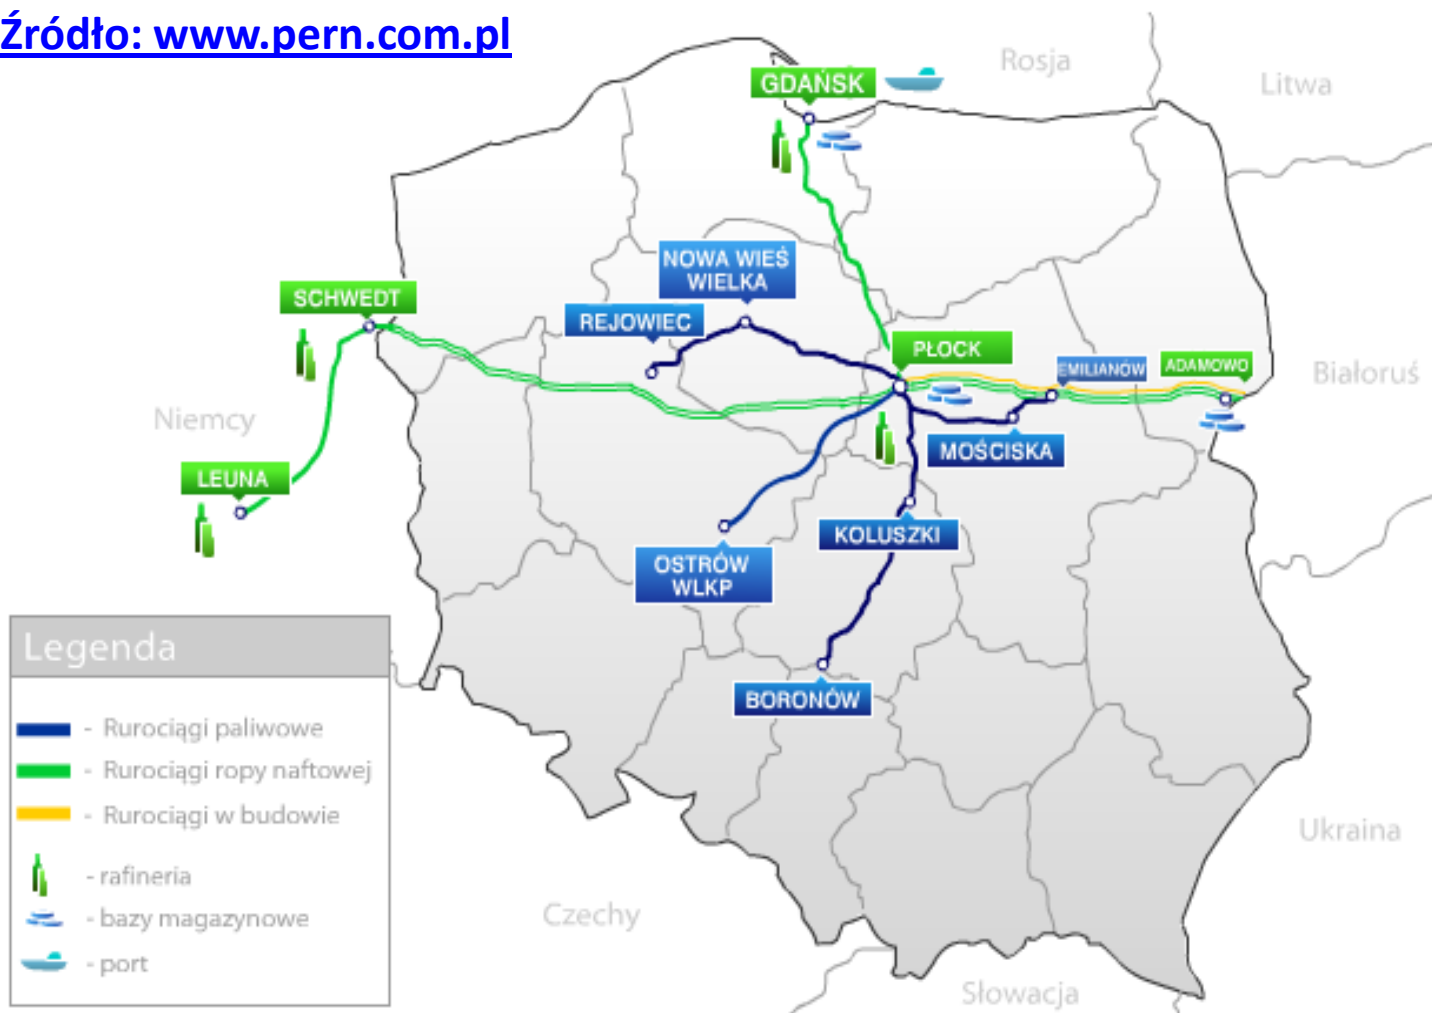 Źródło: www.pern.com.pl
Rosja
Litwa
GDAŃSK
NOWA WIEŚ
WIELKA
SCHWEDT
REJOWIEC
PŁOCK
EMILIANÓW
ADAMOWO
Białoruś
Niemcy
MOŚCISKA
LEUNA
KOLUSZKI
OSTRÓW
WLKP
BORONÓW
Legenda
- Rurociągi paliwowe
- Rurociągi ropy naftowej
- Rurociągi w budowie
- rafineria
- bazy magazynowe
- port
Ukraina
Czechy
Słowacja